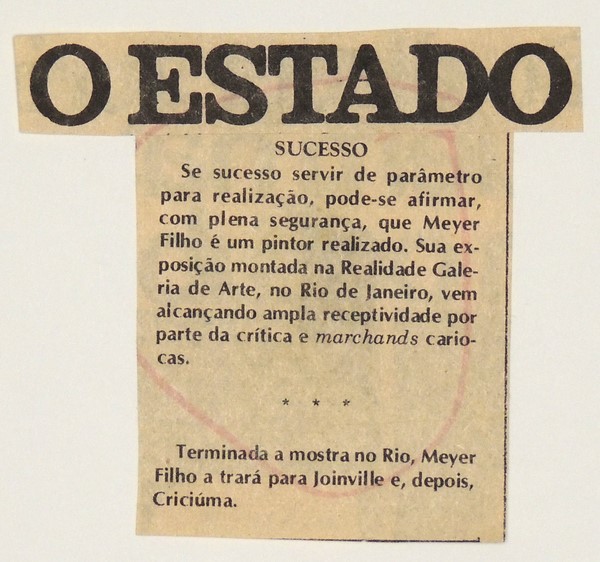 O ESTADO
SUCESSO
Se sucesso servir de parâmetro
para realização, pode-se afirmar,
com plena segurança, que Meyer
Filho é um pintor realizado. Sua ex-
posição montada na Realidade Gale-
ria de Arte, no Rio de Janeiro, vem
alcançando ampla receptividade por
parte da crítica e marchands cario-
cas.
* * *
Terminada a mostra no Rio, Meyer
Filho a trará para Joinville e, depois,
Criciúma.